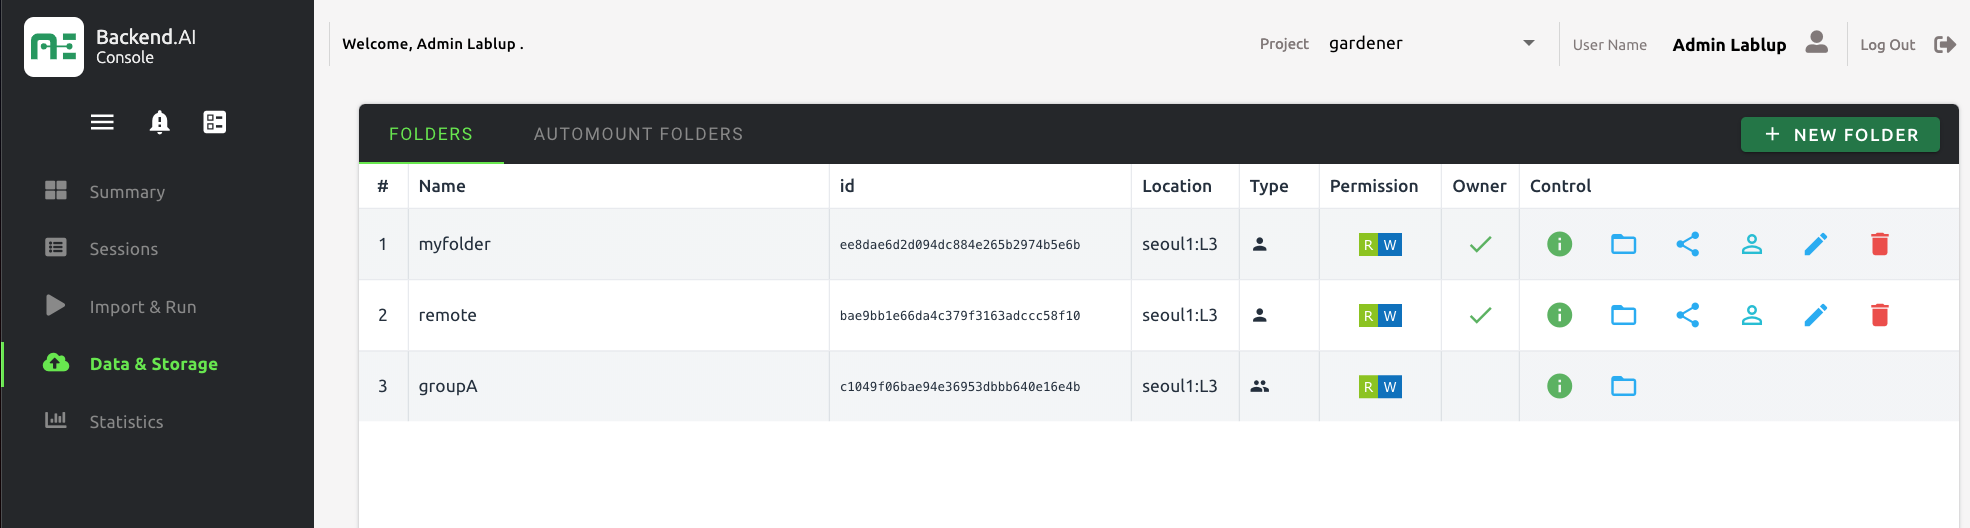 Backend.AI
Console
Welcome, Admin Lablup .
Project gardener
User Name Admin Lablup
Log Out
Summary
Sessions
Import & Run
Data & Storage
Statistics
FOLDERS
AUTOMOUNT FOLDERS
+ NEW FOLDER
# Name id Location Type Permission Owner Control
1 myfolder ee8dae6d2d094dc884e265b2974b5e6b seoul1:L3 R W
2 remote bae9bb1e66da4c379f3163adccc58f10 seoul1:L3 R W
3 groupA c1049f06bae94e36953dbbb640e16e4b seoul1:L3 R W